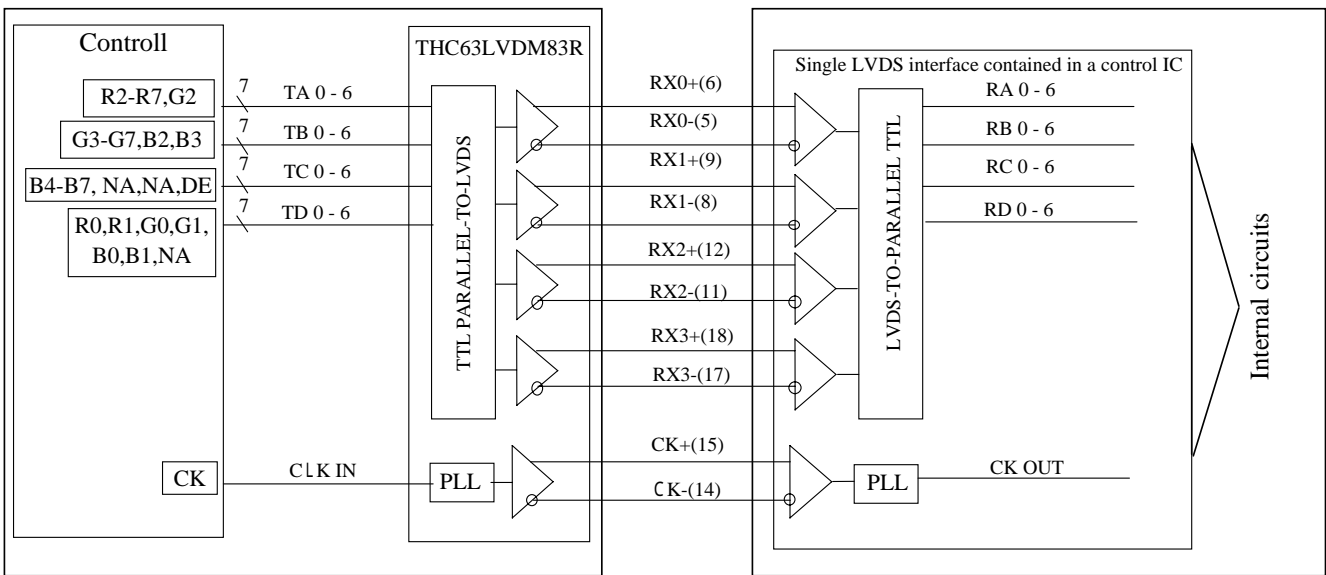 Controll
R2-R7,G2
G3-G7,B2,B3
B4-B7, NA,NA,DE
R0,R1,G0,G1,
B0,B1,NA
CK
7
TA 0 - 6
7
TB 0 - 6
7
TC 0 - 6
7
TD 0 - 6
CLK IN
THC63LVDM83R
TTL PARALLEL-TO-LVDS
PLL
RX0+(6)
RX0-(5)
RX1+(9)
RX1-(8)
RX2+(12)
RX2-(11)
RX3+(18)
RX3-(17)
CK+(15)
CK-(14)
Single LVDS interface contained in a control IC
LVDS-TO-PARALLEL TTL
PLL
RA 0 - 6
RB 0 - 6
RC 0 - 6
RD 0 - 6
CK OUT
Internal circuits